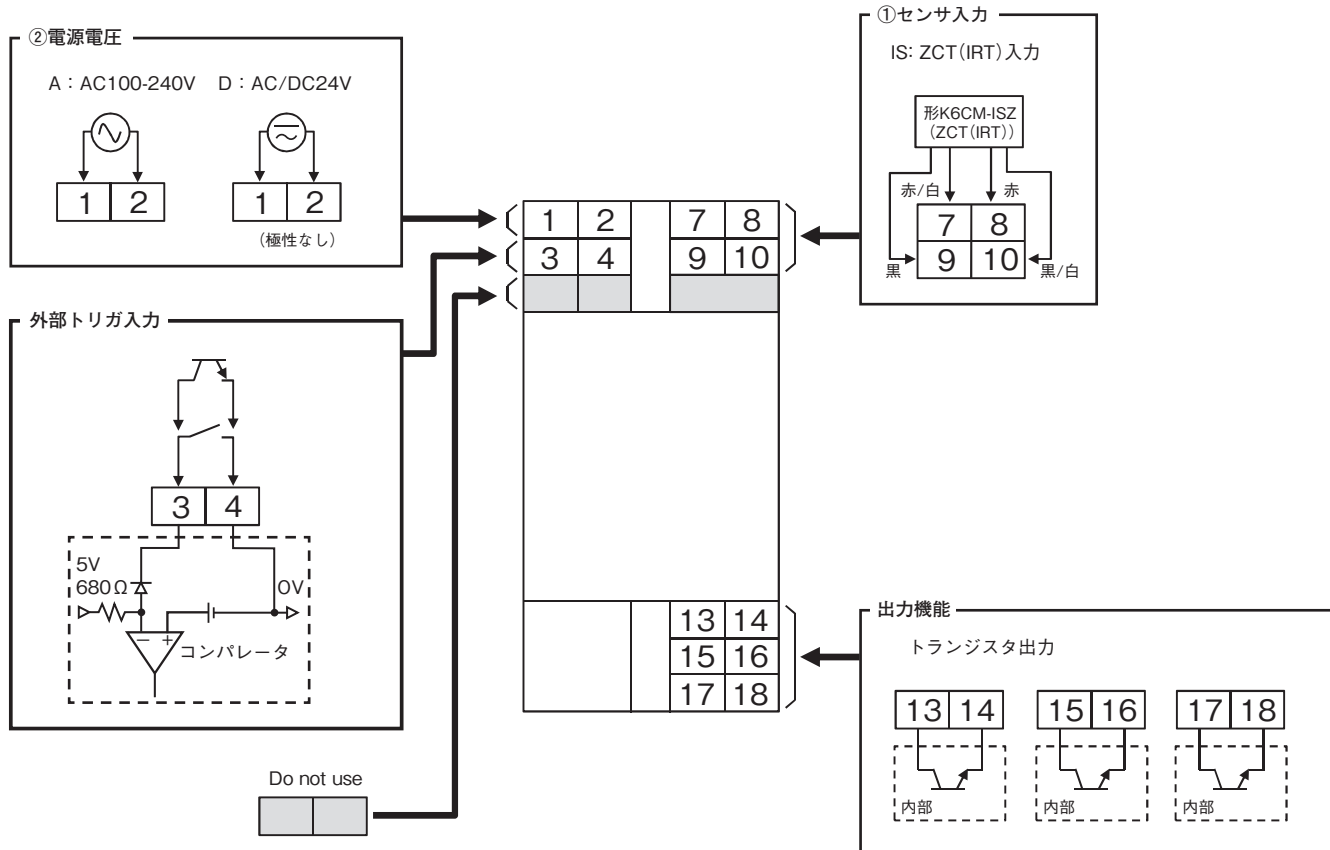 ②電源電圧
A：AC100-240V D：AC/DC24V
1 2
1 2
(極性なし)
①センサ入力
IS: ZCT(IRT)入力
形K6CM-ISZ
(ZCT(IRT))
赤/白
赤
7 8
9 10
黒
黒/白
1 2 7 8
3 4 9 10
外部トリガ入力
3 4
5V
680Ω
0V
- +
コンパレータ
13 14
15 16
17 18
出力機能
トランジスタ出力
13 14
15 16
17 18
内部
内部
内部
Do not use